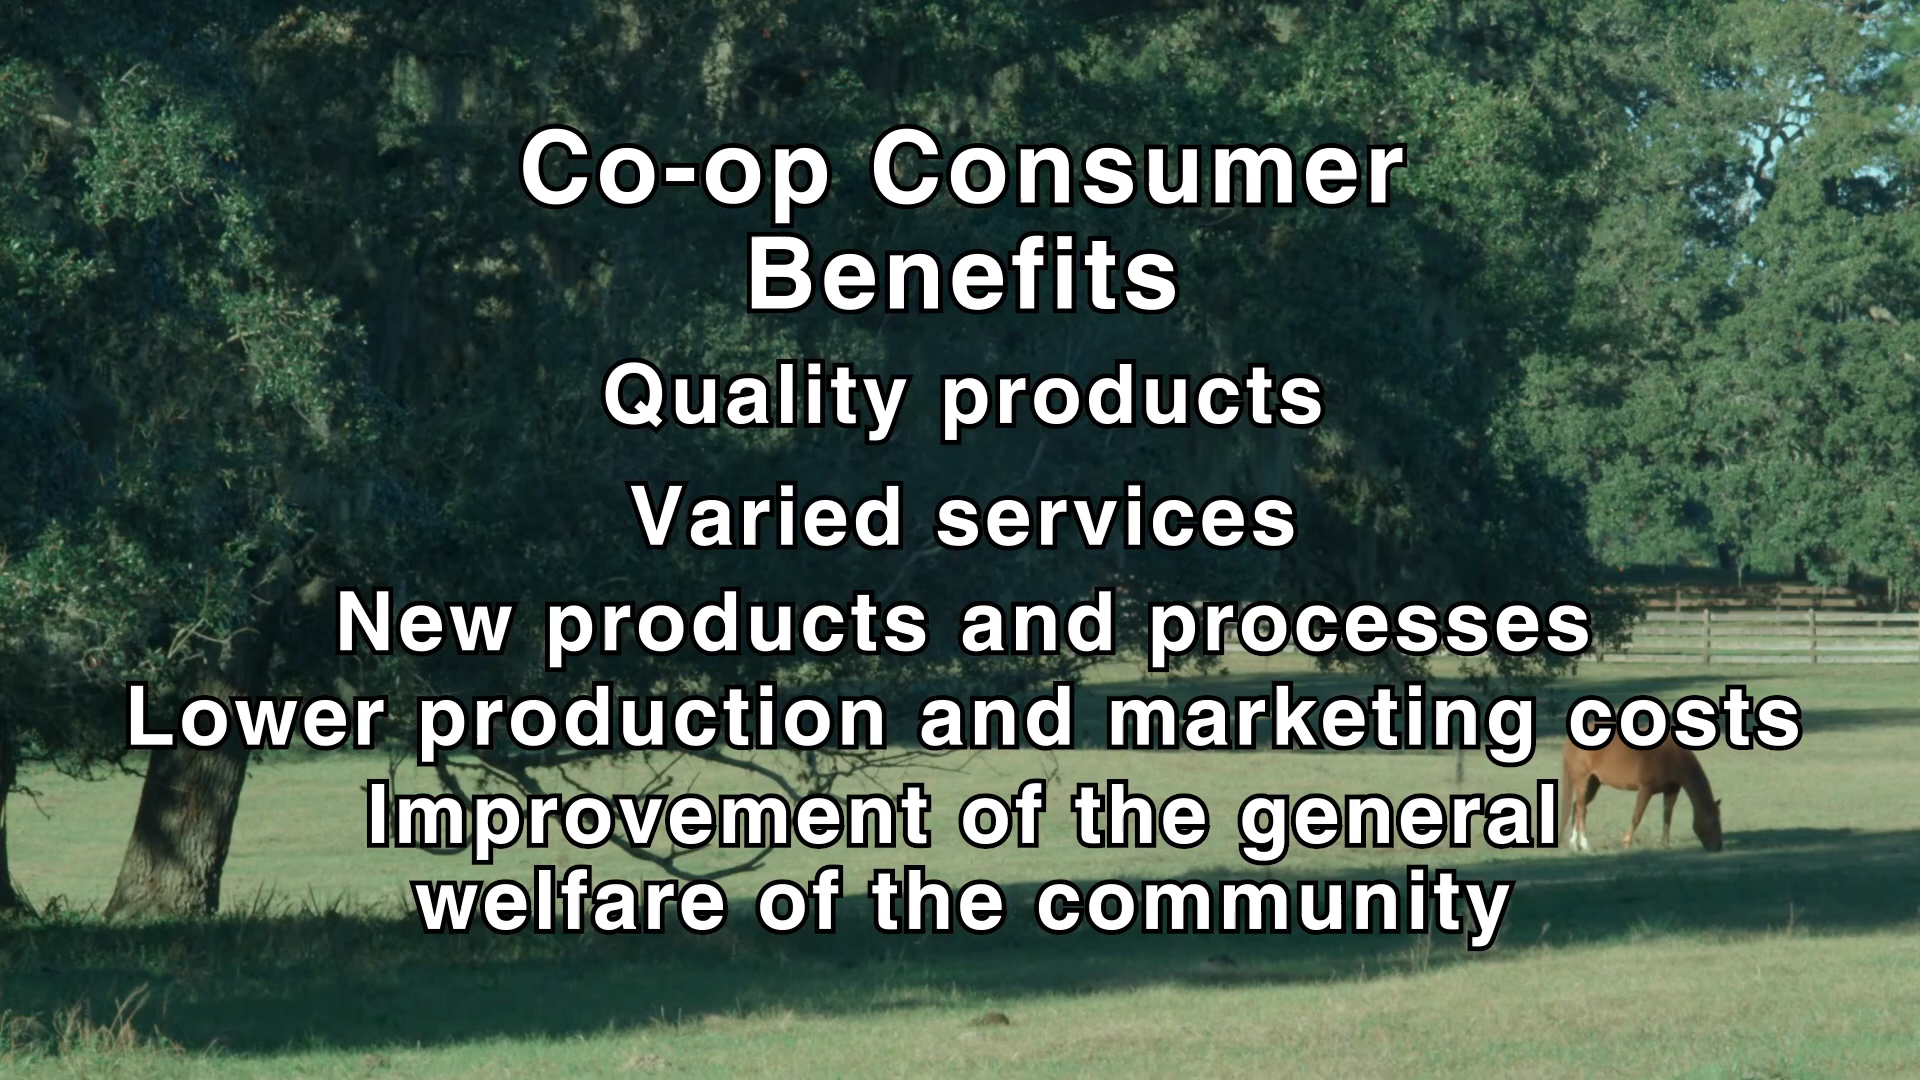 Co-op Consumer
Benefits
Quality products
Varied services
New products and processes
Lower production and marketing costs
Improvement of the general
welfare of the community